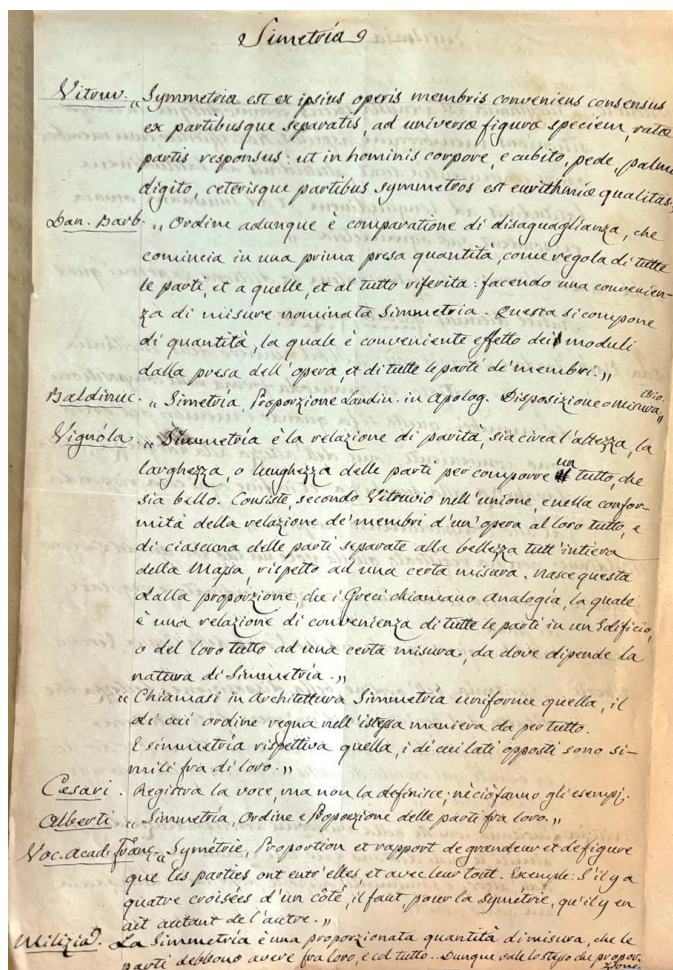 Simetria
Vitruv. „Symmetria est ex ipsius operis membris conveniens consensus
ex partibusque separatis, ad universæ figuræ speciem, ratæ
partis responsus: ut in hominis corpore, e cubito, pede, palmo
digito, ceterisque partibus symmetros est eurithmiæ qualitas.
Dan. Barb. „Ordine adunque è comparatione di disaguaglianza, che
comincia in una prima presa quantità, come regola di tutte
le parti, et a quelle, et al tutto riferita: facendo una convenien-
za di misure nominata Simmetria. Questa si compone
di quantità, la quale è conveniente effetto dei moduli
dalla presa dell'opera, et di tutte le parti de' membri.„
Baldinuc. „Simetria, Proporzione Landin. in Apolog. Disposizione o misura„
Vignóla. „Simmetria è la relazione di parità, sia circa l'altezza, la
larghezza, o lunghezza delle parti per comporre un tutto, che
sia bello. Consiste, secondo Vitruvio nell'unione, e nella confor-
mità della relazione de' membri d'un'opera al loro tutto, e
di ciascuna delle parti separate alla bellezza tutt'intiera
della Massa, rispetto ad una certa misura. Nasce questa
dalla proporzione, che i Greci chiamano Analogía, la quale
è una relazione di convenienza di tutte le parti in un Edificio,
o del loro tutto ad una certa misura, da dove dipende la
natura di Simmetría.„
„Chiamasi in Architettura Simmetría uniforme quella, il
di cui ordine regna nell'istessa maniera da per tutto.
E simmetría rispettiva quella, i di cui lati opposti sono si-
mili fra di loro.„
Cesari. Registra la voce, ma non la definisce: nè ciò fanno gli esempj.
Alberti. „Simmetría, Ordine e Proporzione delle parti fra loro.„
Voc. Acad. Franç. „Symétrie, Proportion et rapport de grandeur et de figure
que les parties ont entr'elles, et avec leur tout. Exemple: S'il y a
quatre croisées d'un côté, il faut, pour la Symétrie, qu'il y en
ait autant de l'autre.„
Milizia. La Simmetría è una proporzionata quantità di misura, che le
parti debbono avere fra loro, e col tutto. Dunque vale lo stesso che propor-
zione.